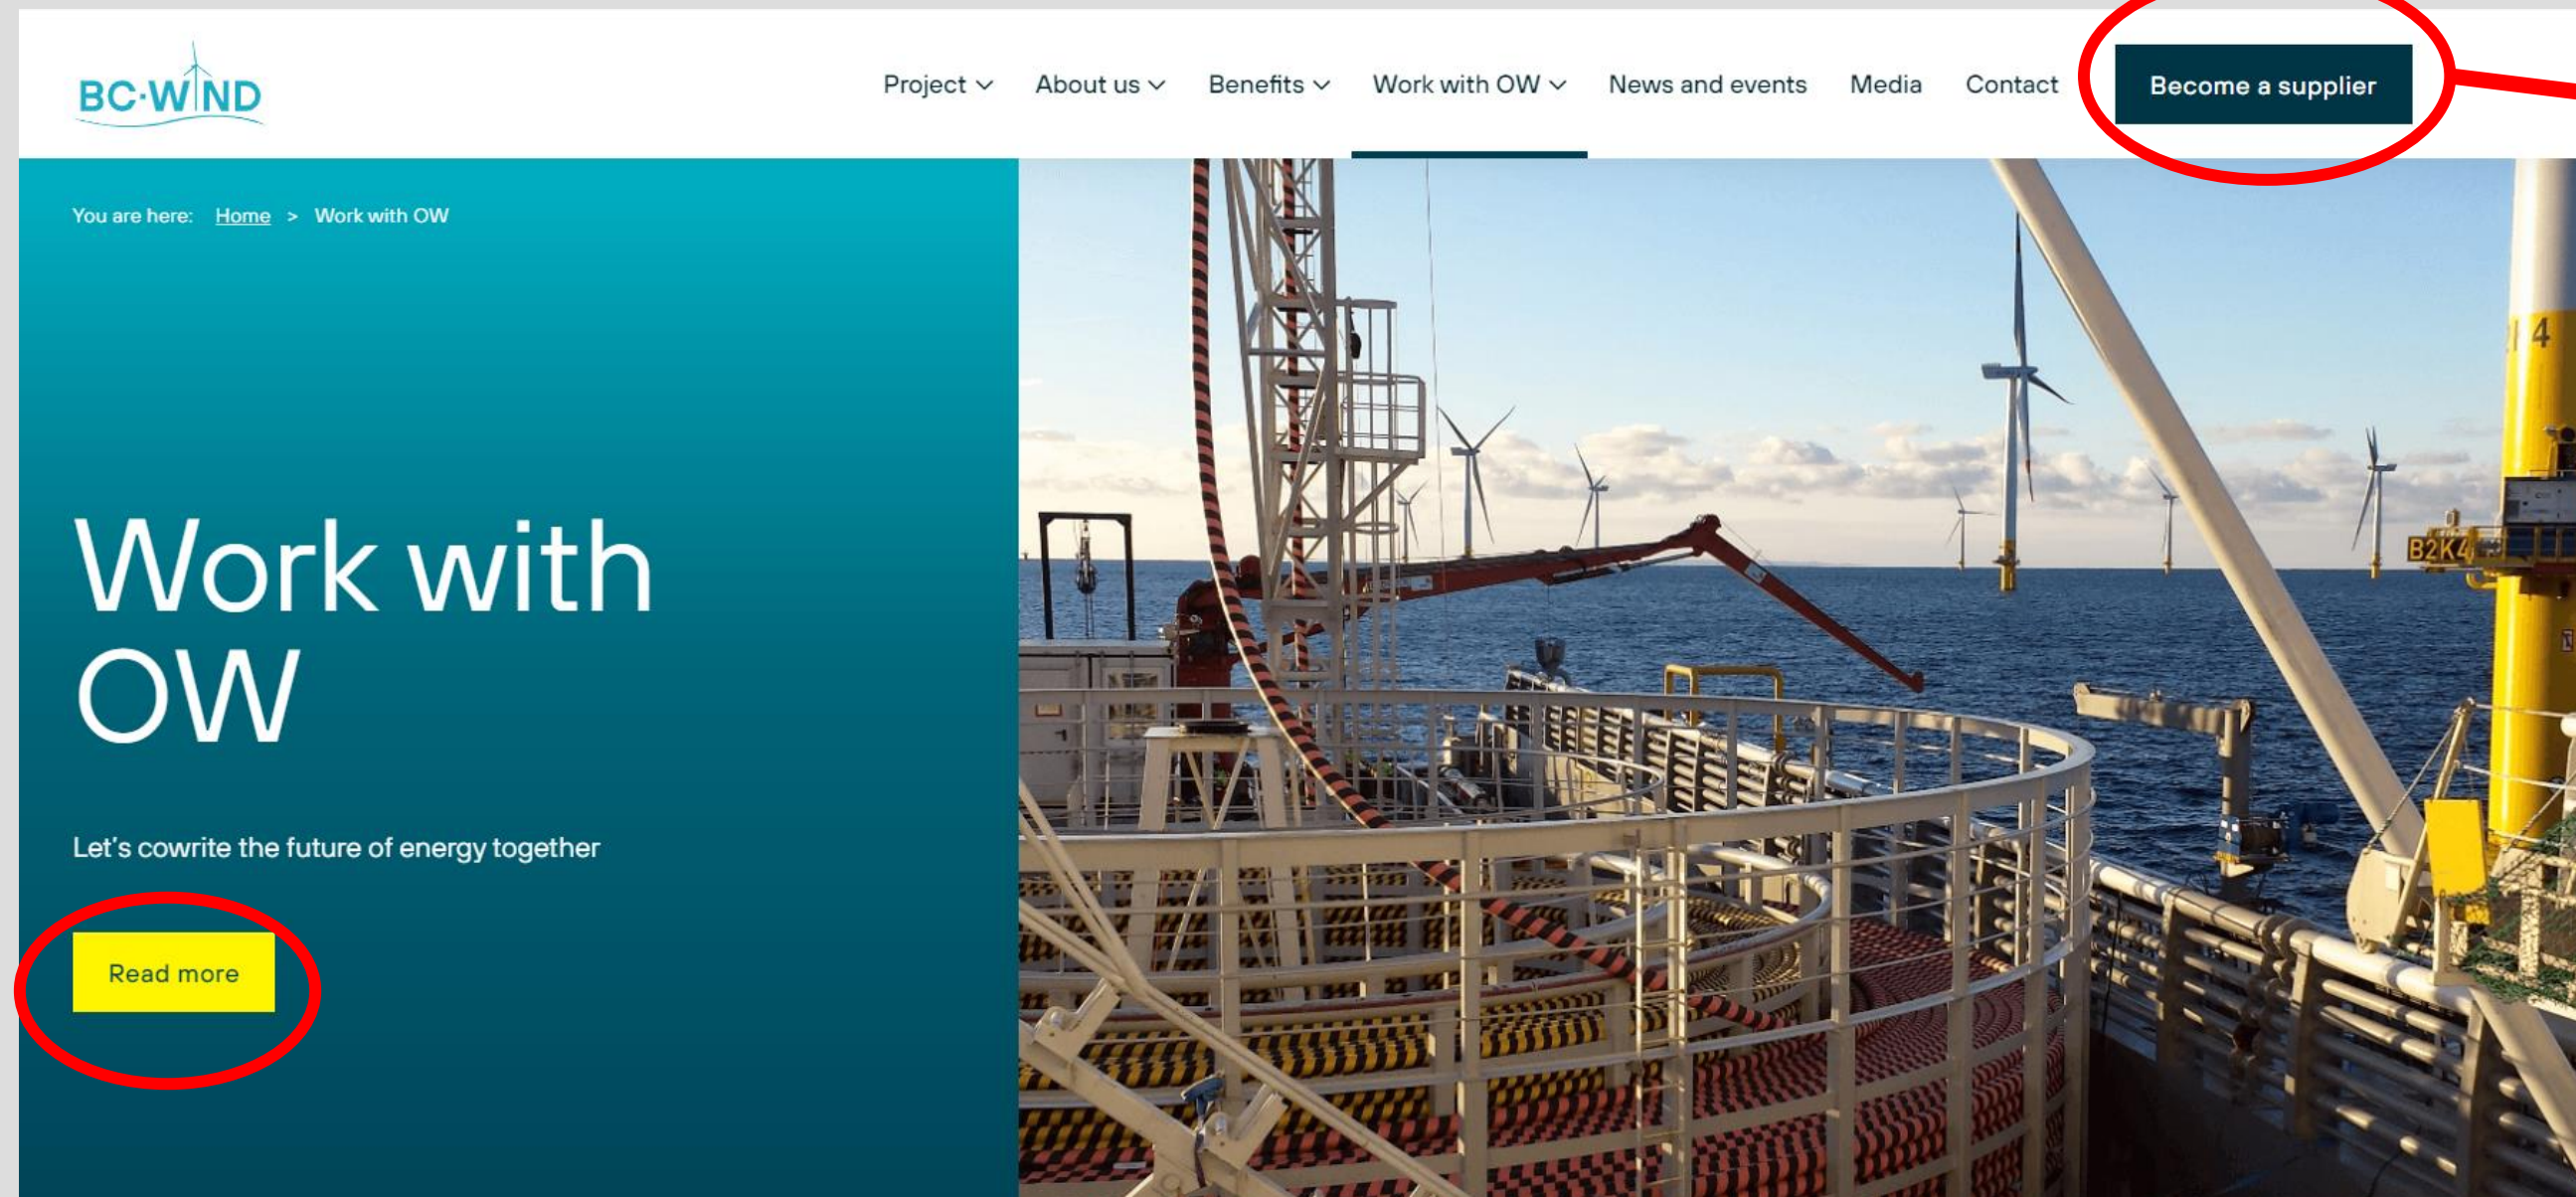 BC·WIND
Project
About us
Benefits
Work with OW
News and events
Media
Contact
Become a supplier
You are here: Home > Work with OW
Work with
OW
Let's cowrite the future of energy together
Read more
4
B2K4